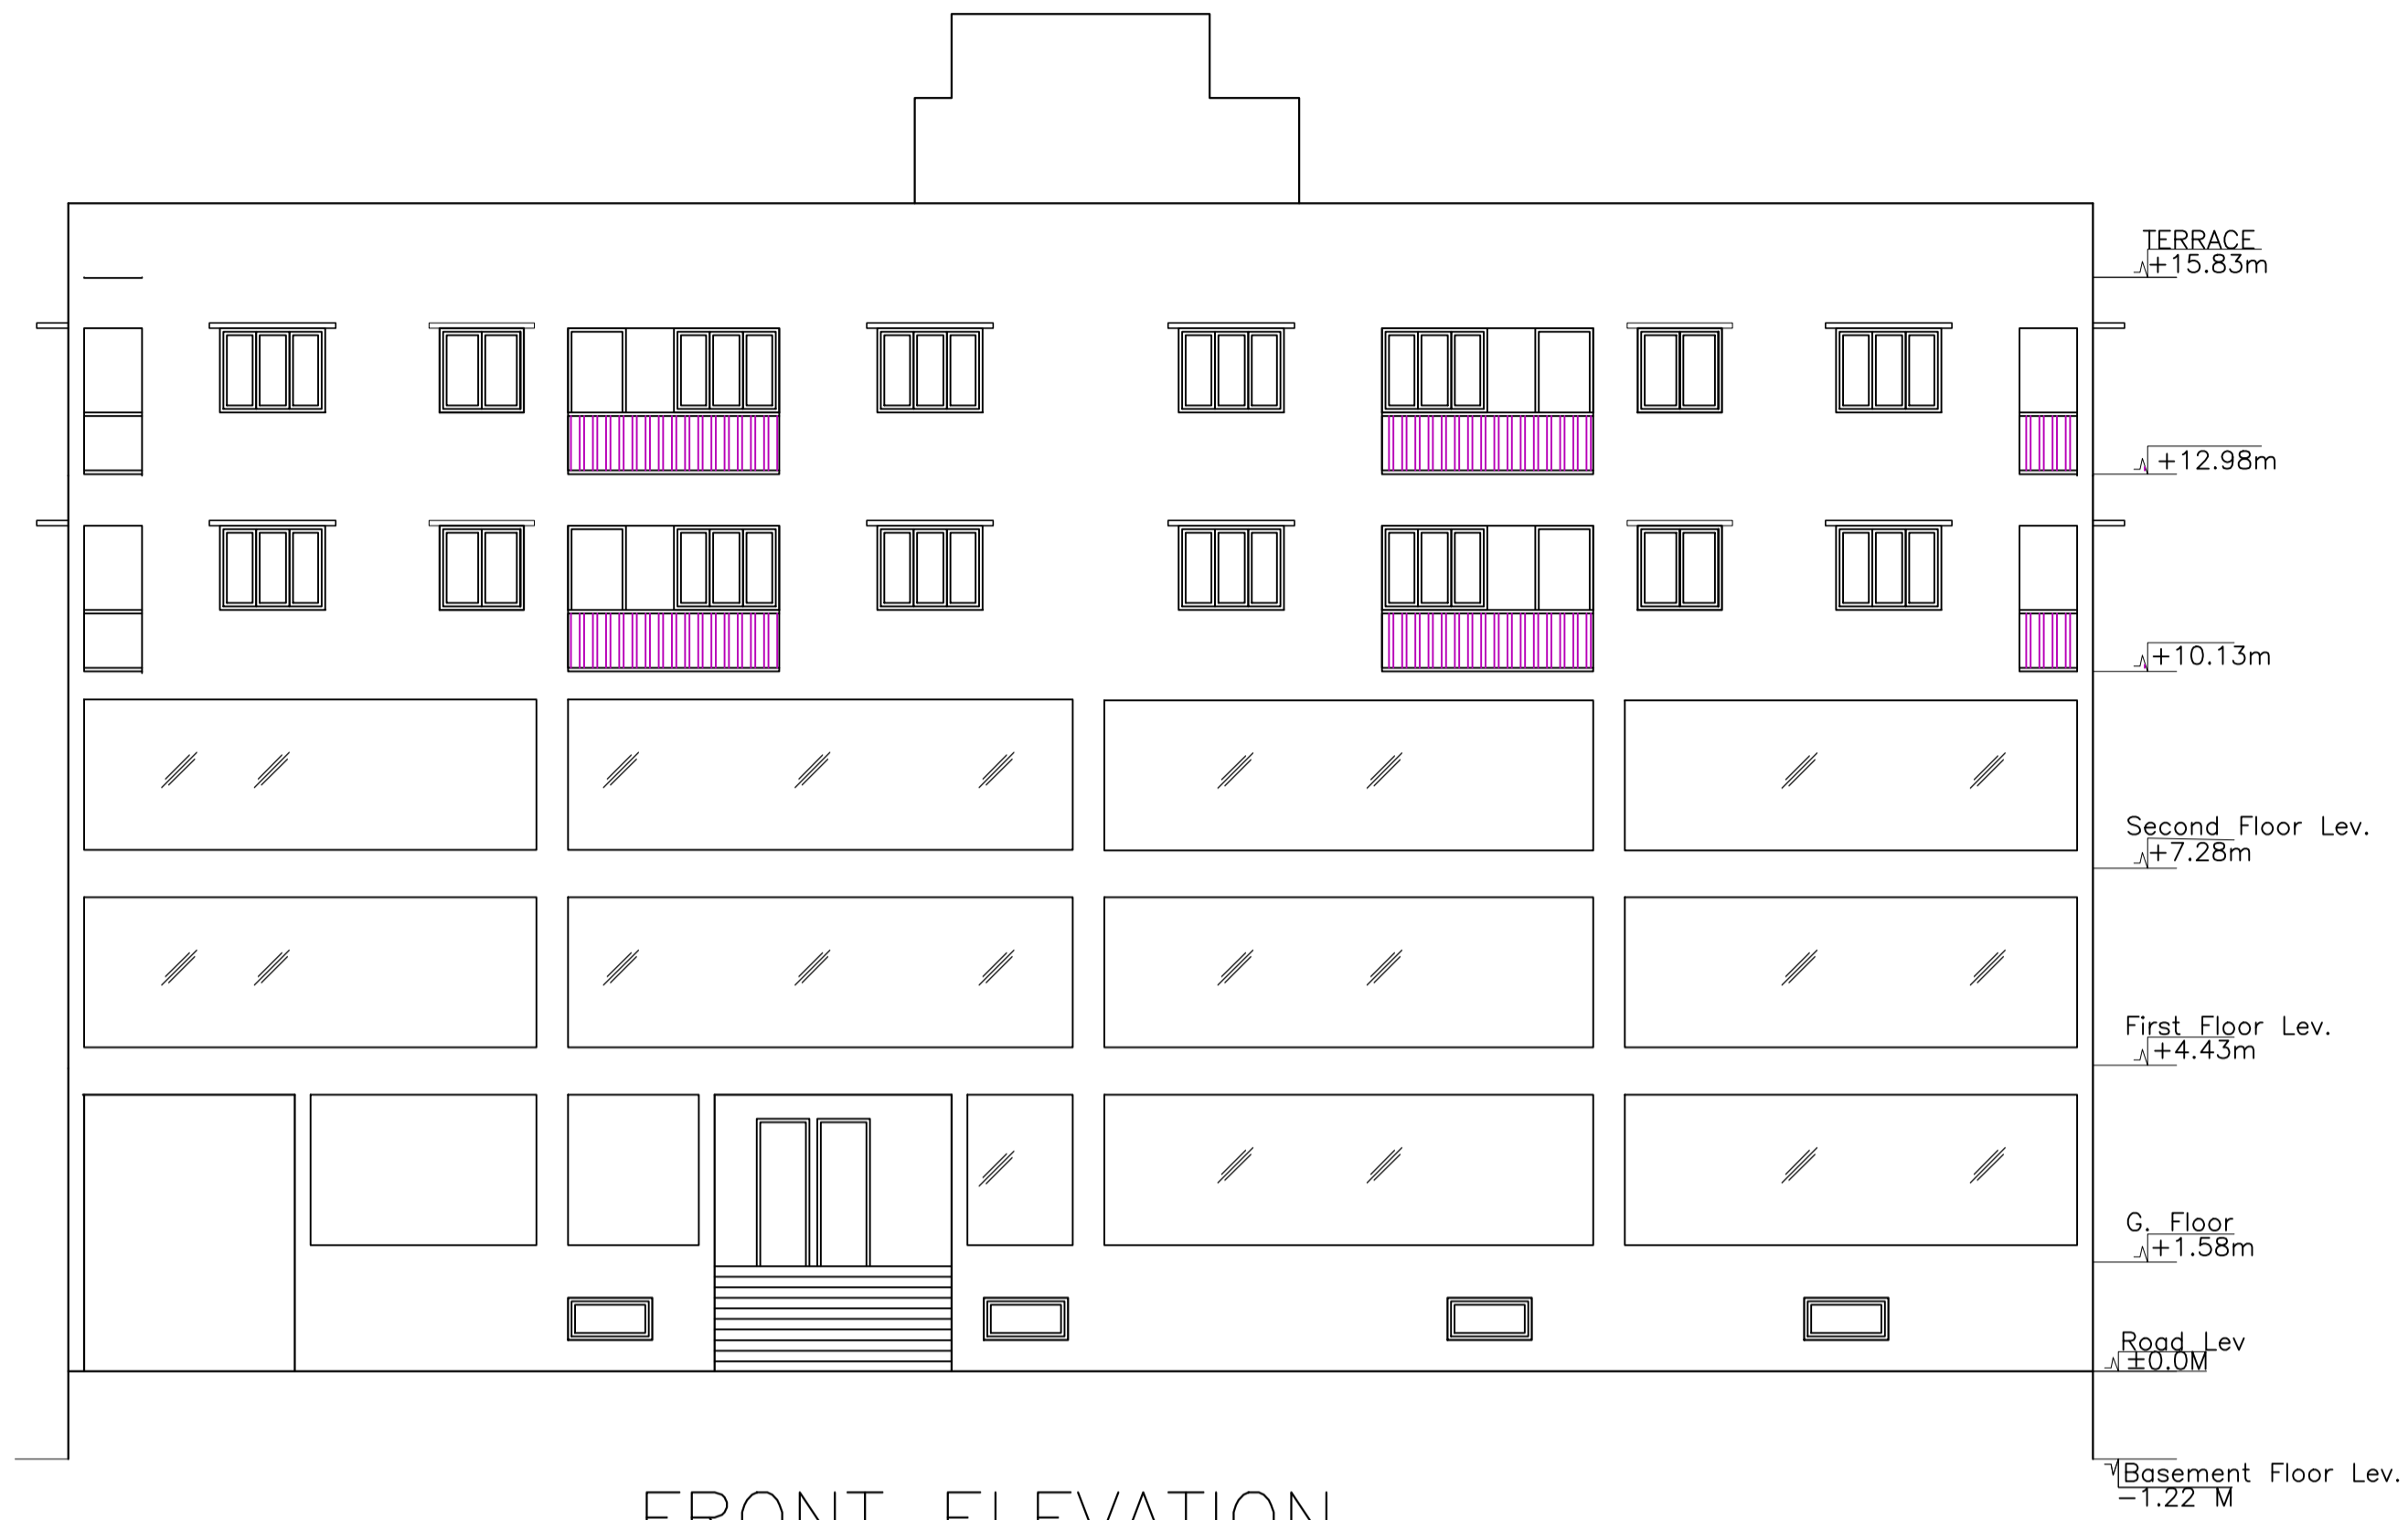 TERRACE
+15.83m
+12.98m
+10.13m
Second Floor Lev.
+7.28m
First Floor Lev.
+4.43m
G. Floor
+1.58m
Road Lev
±0.0M
Basement Floor Lev.
-1.22 M
FRONT ELEVATION